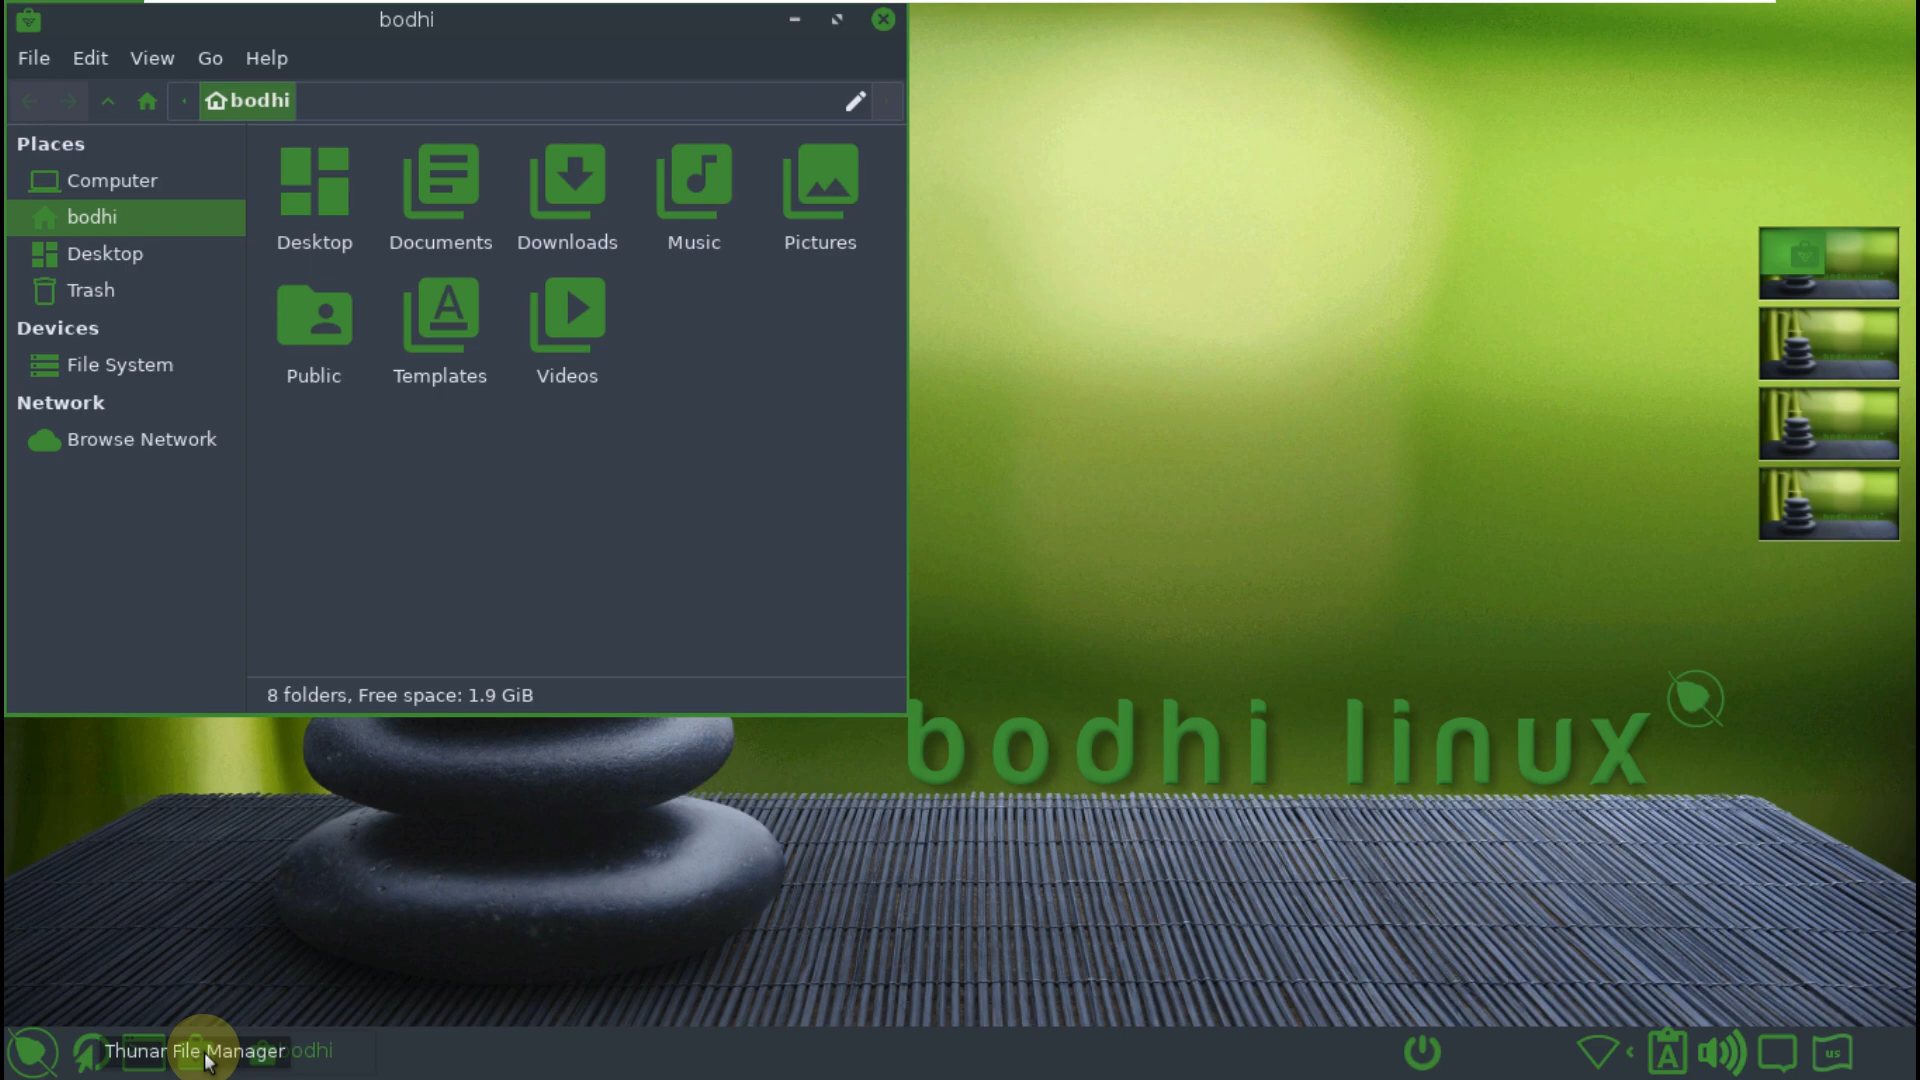 bodhi
File Edit View Go Help
bodhi
Places
Computer
bodhi
Desktop
Trash
Devices
File System
Network
Browse Network
Desktop Documents Downloads Music Pictures
Public Templates Videos
8 folders, Free space: 1.9 GiB
bodhi linux
Thunar File Manager
A
us